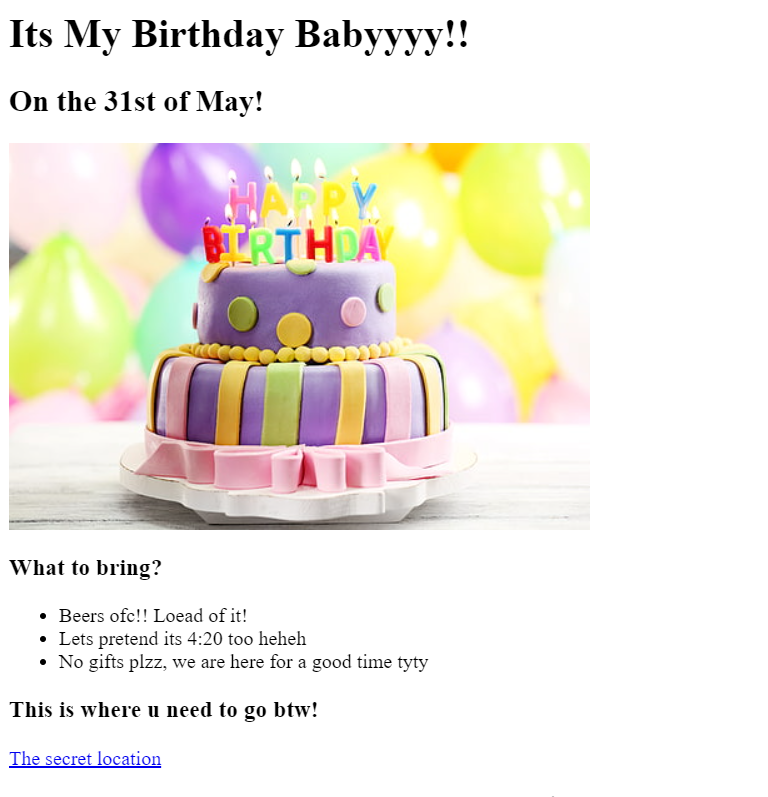 Its My Birthday Babyyyy!!
On the 31st of May!
HAPPY
BIRTHDAY
What to bring?
Beers ofc!! Loead of it!
Lets pretend its 4:20 too heheh
No gifts plzz, we are here for a good time tyty
This is where u need to go btw!
The secret location